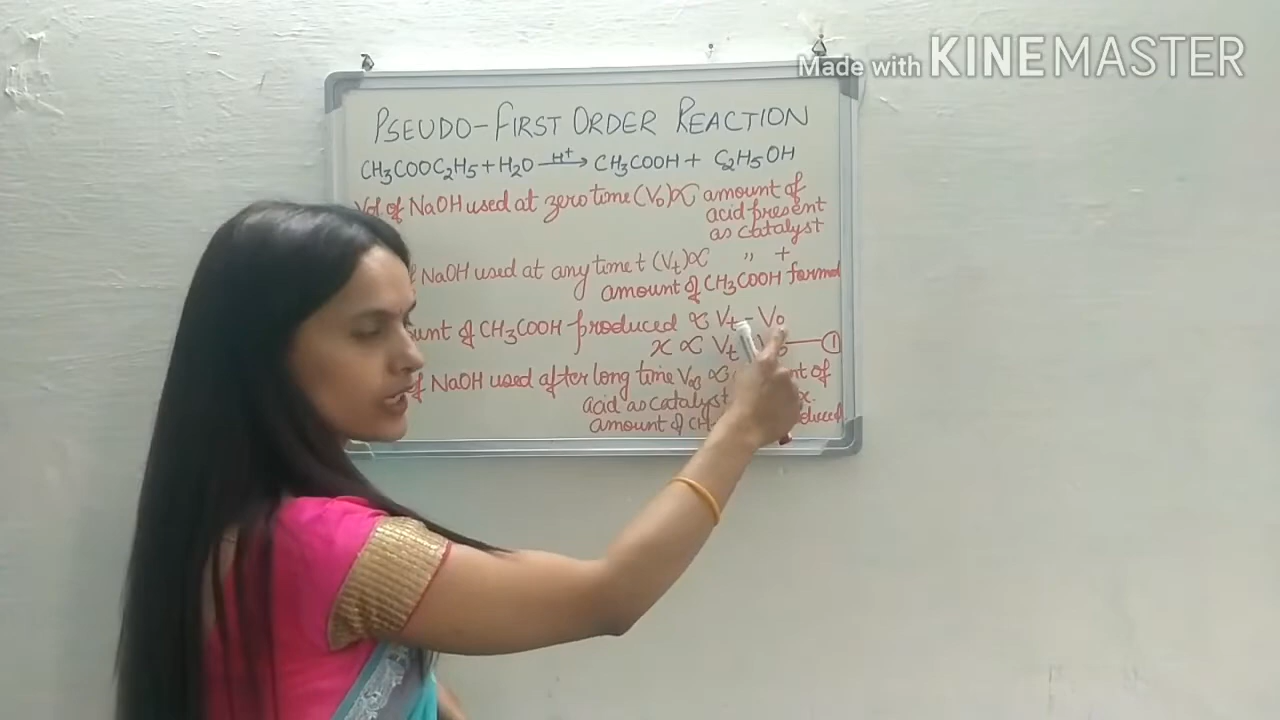 Made with KINEMASTER
PSEUDO-FIRST ORDER REACTION
CH3COOC2H5 + H2O H+→ CH3COOH + C2H5OH
Vol. of NaOH used at zero time (V0) ∝ amount of
acid present
as catalyst
NaOH used at any time t (Vt) ∝ " +
amount of CH3COOH formed
of CH3COOH produced ∝ Vt - V0
x ∝ Vt — ①
of NaOH used after long time V∞ ∝ of
acid as catalyst
amount of